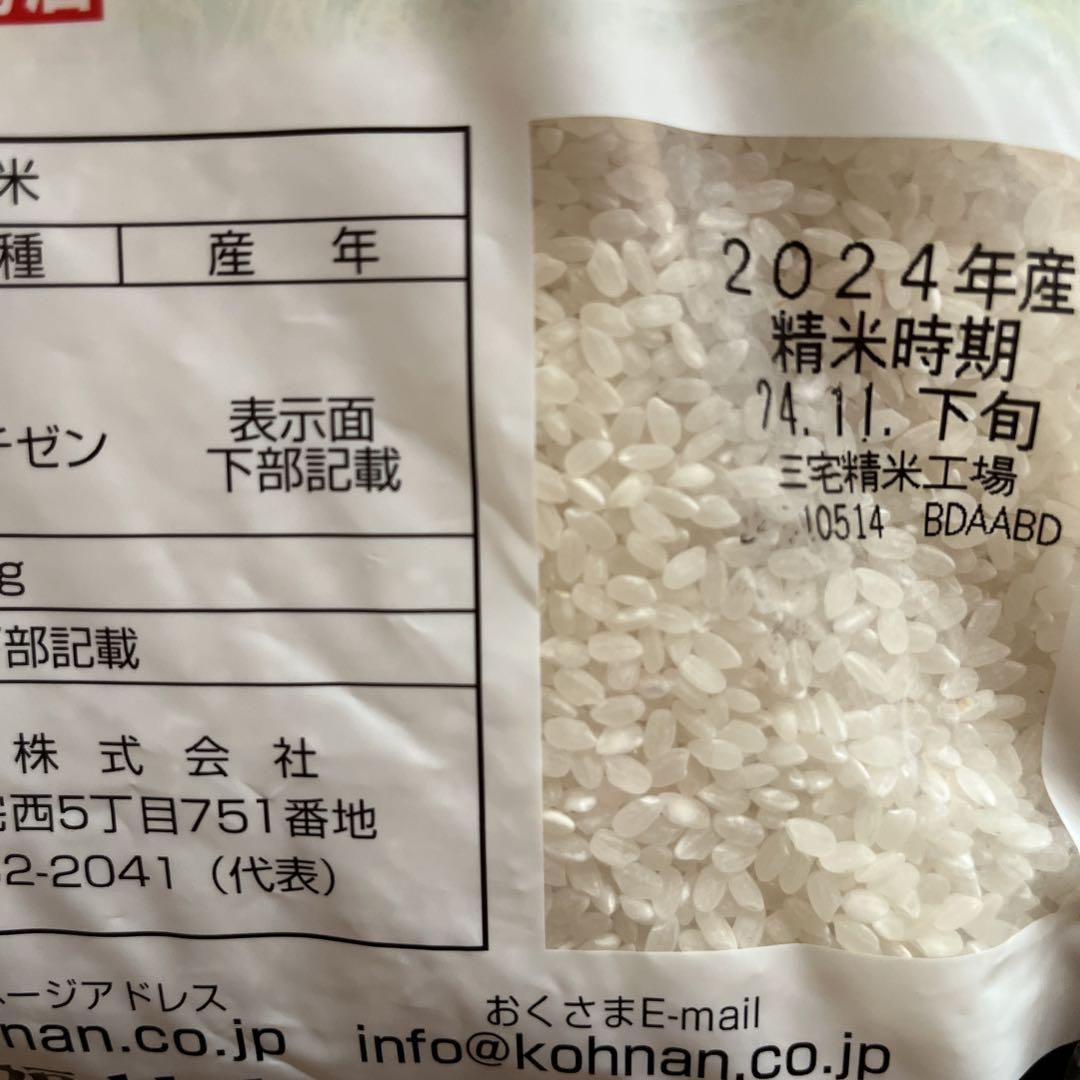 米
種 産年
ゼン 表示面
下部記載
g
部記載
株式会社
西5丁目751番地
2-2041（代表）
ージアドレス
nan.co.jp
2024年産
精米時期
24.11.下旬
三宅精米工場
10514 BDAABD
おくさまE-mail
info@kohnan.co.jp